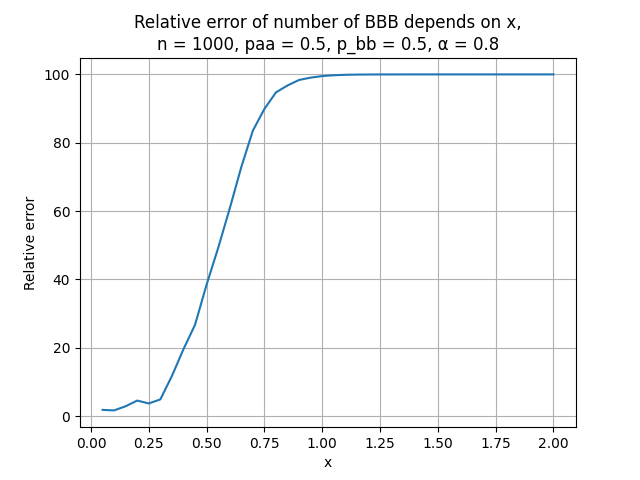 Relative error of number of BBB depends on x,
n = 1000, paa = 0.5, p_bb = 0.5, α = 0.8
100
80
60
40
20
0
Relative error
0.00 0.25 0.50 0.75 1.00 1.25 1.50 1.75 2.00
x